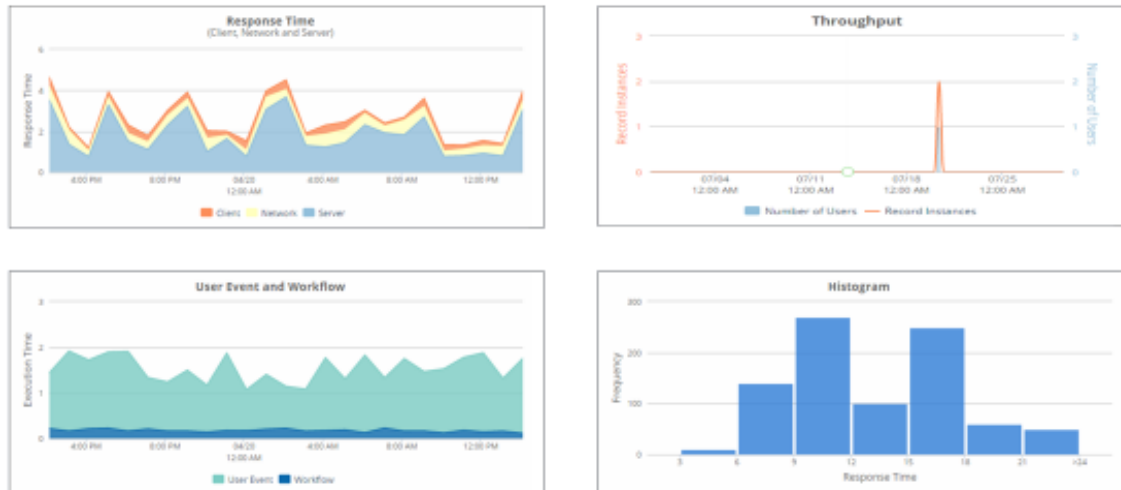 Response Time
(Client, Network and Server)
Response Time
6
4
2
0
4:00 PM 8:00 PM 04/20 4:00 AM 8:00 AM 12:00 PM
12:00 AM
Client Network Server
Throughput
Record Instances
Number of Users
3 3
2 2
1 1
0 0
07/04 07/11 07/18 07/25
12:00 AM 12:00 AM 12:00 AM 12:00 AM
Number of Users Record Instances
User Event and Workflow
Execution Time
3
2
1
0
4:00 PM 8:00 PM 04/20 4:00 AM 8:00 AM 12:00 PM
12:00 AM
User Event Workflow
Histogram
Frequency
300
200
100
0
3 6 9 12 15 18 21 >24
Response Time